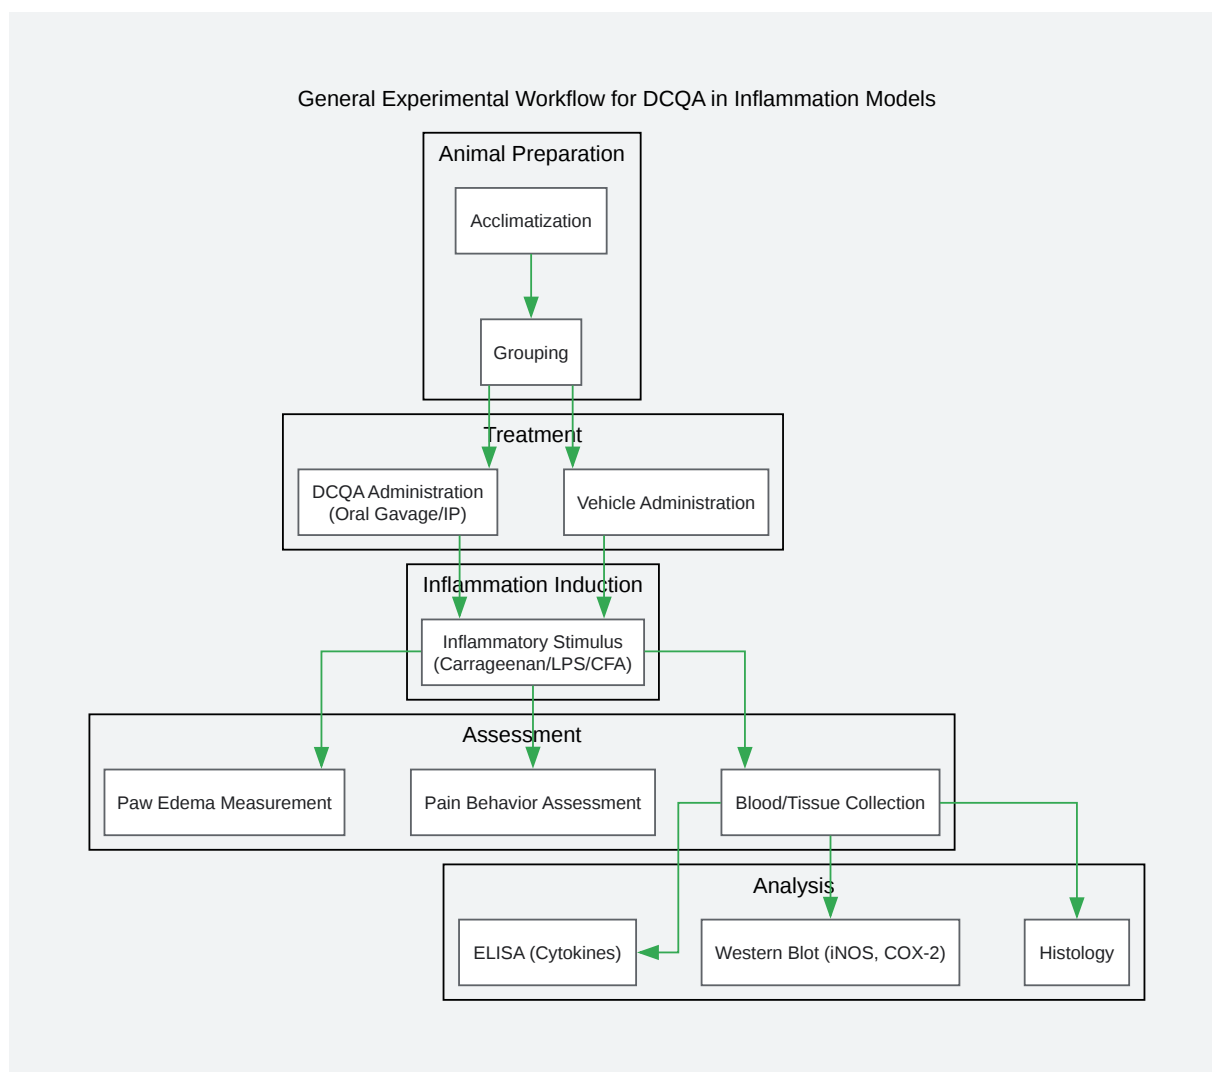 General Experimental Workflow for DCQA in Inflammation Models
Animal Preparation
Acclimatization
Grouping
Treatment
DCQA Administration
(Oral Gavage/IP)
Vehicle Administration
Inflammation Induction
Inflammatory Stimulus
(Carrageenan/LPS/CFA)
Assessment
Paw Edema Measurement
Pain Behavior Assessment
Blood/Tissue Collection
Analysis
ELISA (Cytokines)
Western Blot (iNOS, COX-2)
Histology